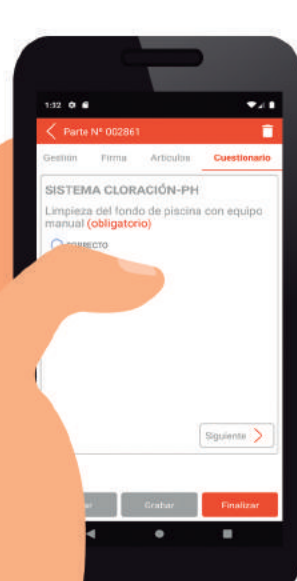 1:32
Parte Nº 002861
Gestión Firma Artículos Cuestionario
SISTEMA CLORACIÓN-PH
Limpieza del fondo de piscina con equipo
manual (obligatorio)
CORRECTO
Siguiente
Grabar Finalizar